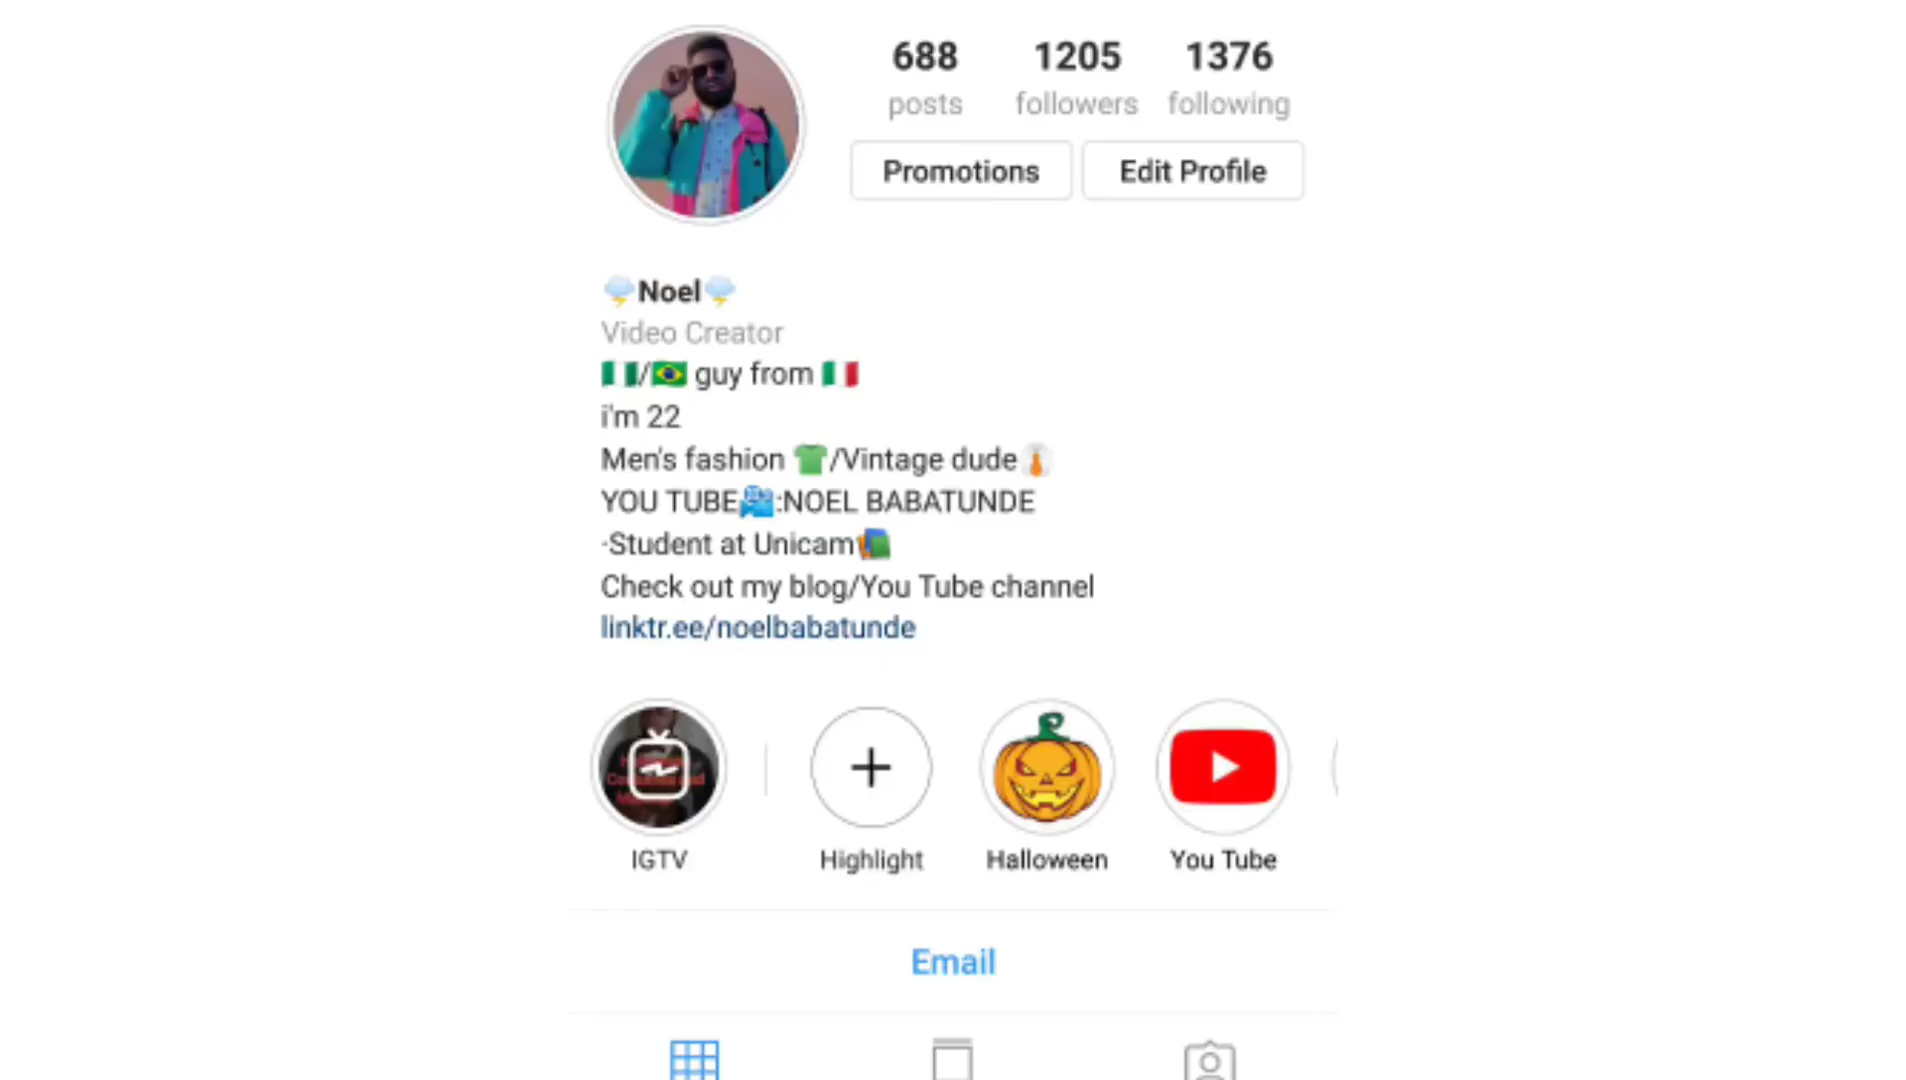 688 1205 1376
posts followers following
Promotions Edit Profile
🌩️Noel🌩️
Video Creator
🇳🇬/🇧🇷 guy from 🇮🇹
i'm 22
Men's fashion 👕/Vintage dude👔
YOU TUBE:NOEL BABATUNDE
·Student at Unicam📚
Check out my blog/You Tube channel
linktr.ee/noelbabatunde
IGTV Highlight Halloween You Tube
Email